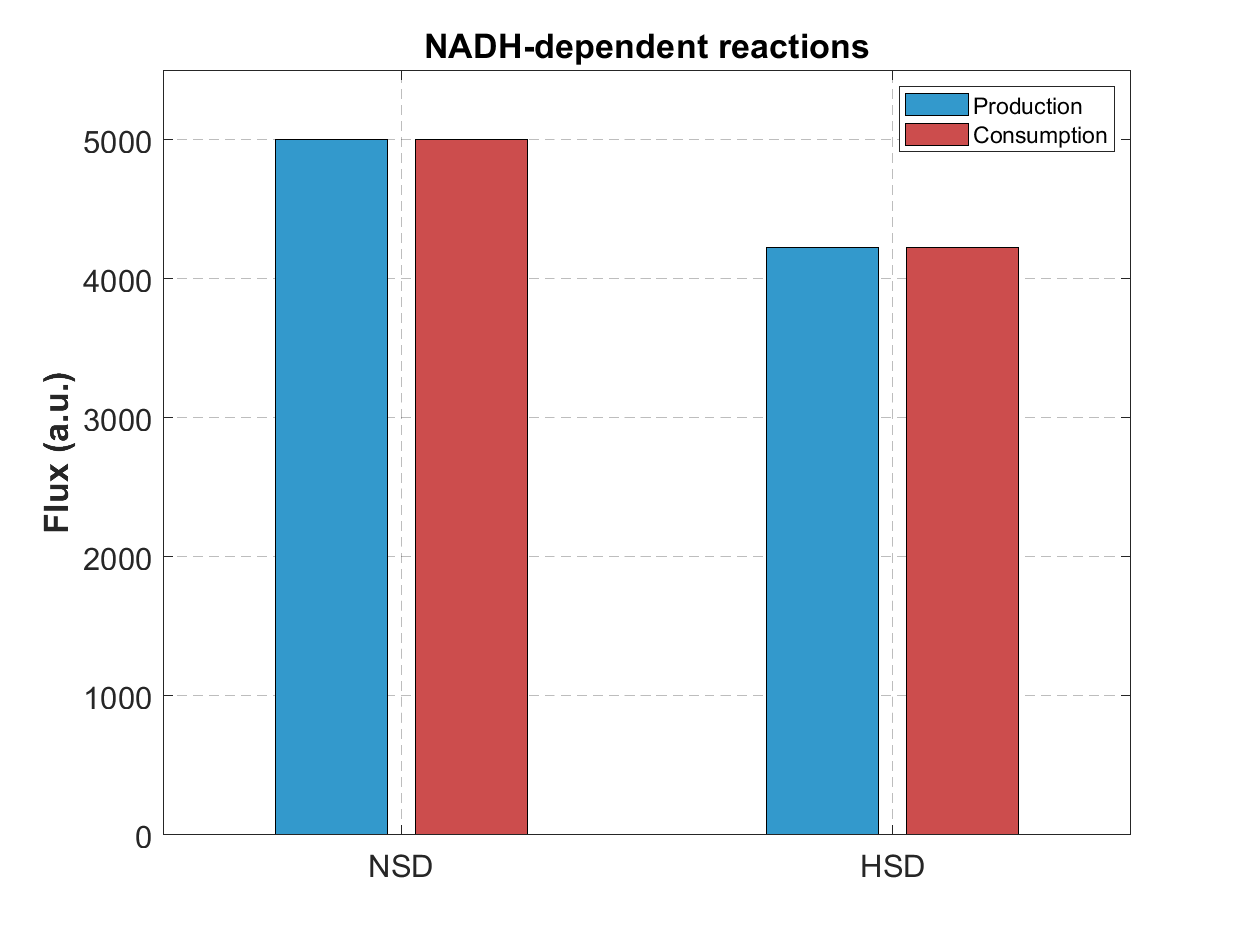 NADH-dependent reactions
Production
Consumption
5000
4000
3000
2000
1000
0
Flux (a.u.)
NSD
HSD